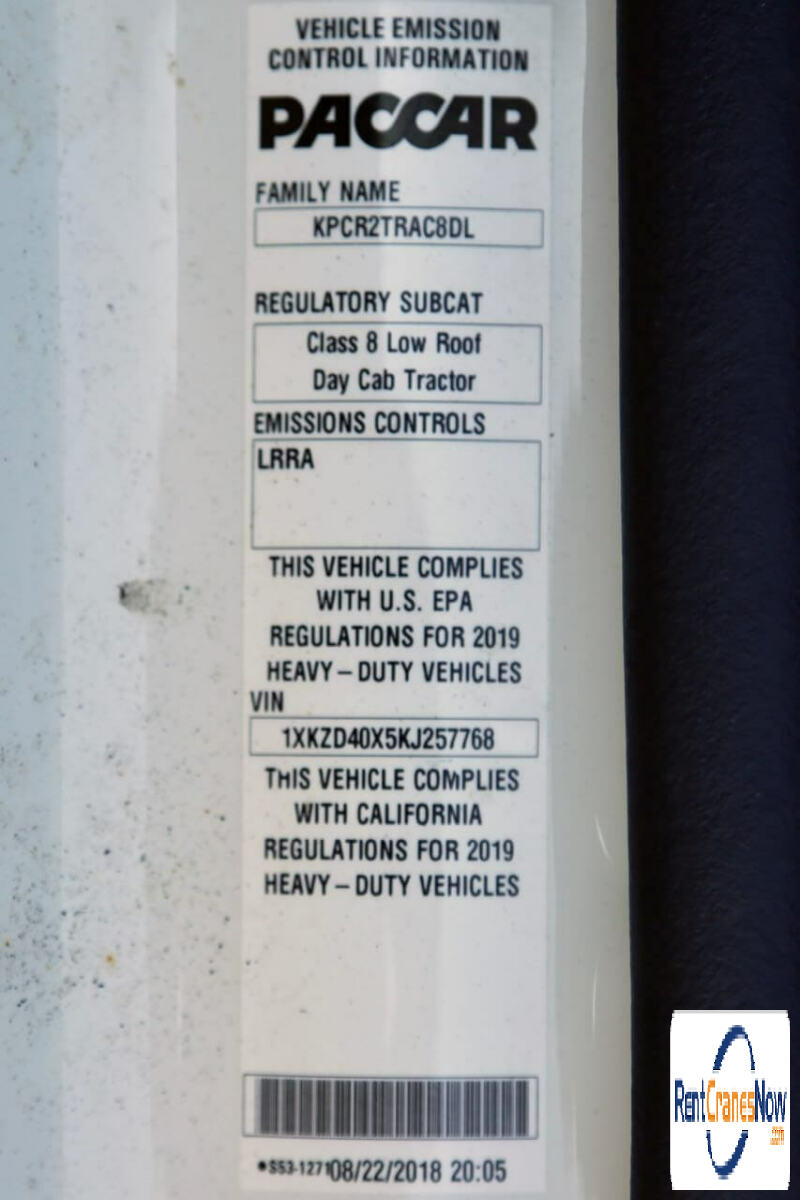 VEHICLE EMISSION
CONTROL INFORMATION
PACCAR
FAMILY NAME
KPCR2TRAC8DL
REGULATORY SUBCAT
Class 8 Low Roof
Day Cab Tractor
EMISSIONS CONTROLS
LRRA
THIS VEHICLE COMPLIES
WITH U.S. EPA
REGULATIONS FOR 2019
HEAVY – DUTY VEHICLES
VIN
1XKZD40X5KJ257768
THIS VEHICLE COMPLIES
WITH CALIFORNIA
REGULATIONS FOR 2019
HEAVY – DUTY VEHICLES
•S53-1271 08/22/2018 20:05
RentCranesNow
.com